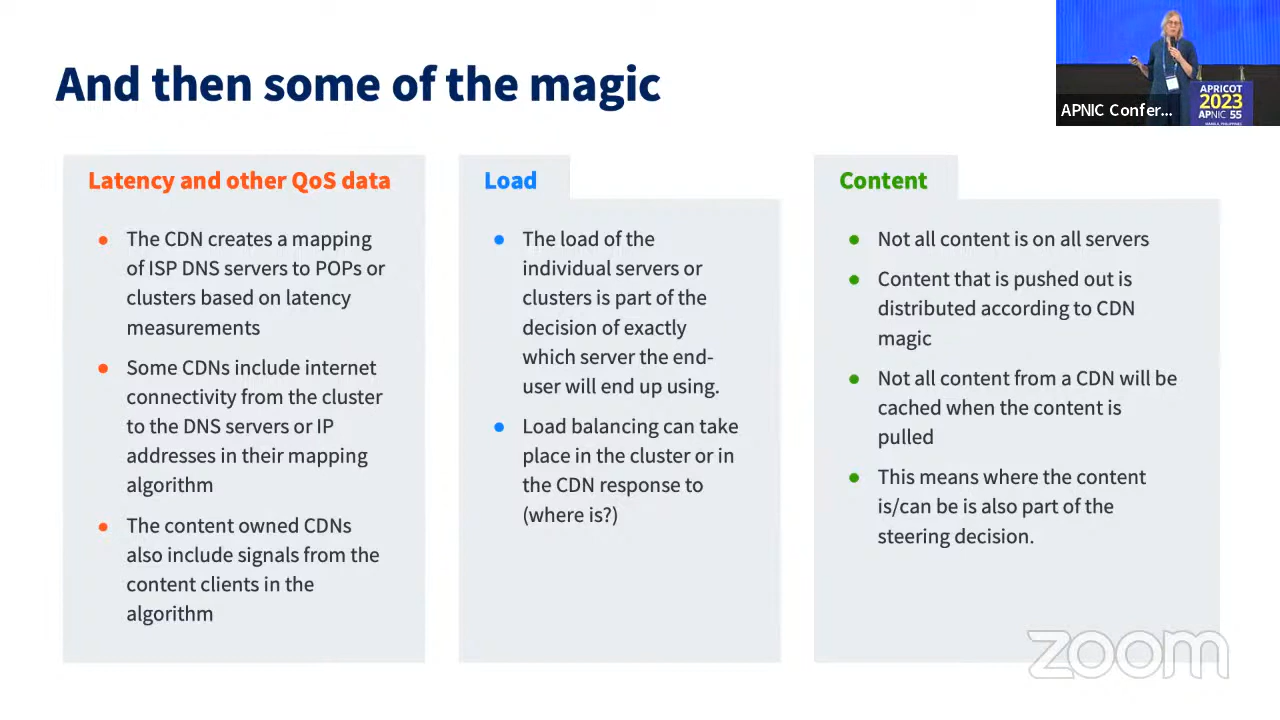 And then some of the magic
APNIC Confer...
APRICOT
2023
APNIC 55
Latency and other QoS data
The CDN creates a mapping
of ISP DNS servers to POPs or
clusters based on latency
measurements
Some CDNs include internet
connectivity from the cluster
to the DNS servers or IP
addresses in their mapping
algorithm
The content owned CDNs
also include signals from the
content clients in the
algorithm
Load
The load of the
individual servers or
clusters is part of the
decision of exactly
which server the end-
user will end up using.
Load balancing can take
place in the cluster or in
the CDN response to
(where is?)
Content
Not all content is on all servers
Content that is pushed out is
distributed according to CDN
magic
Not all content from a CDN will be
cached when the content is
pulled
This means where the content
is/can be is also part of the
steering decision.
zoom